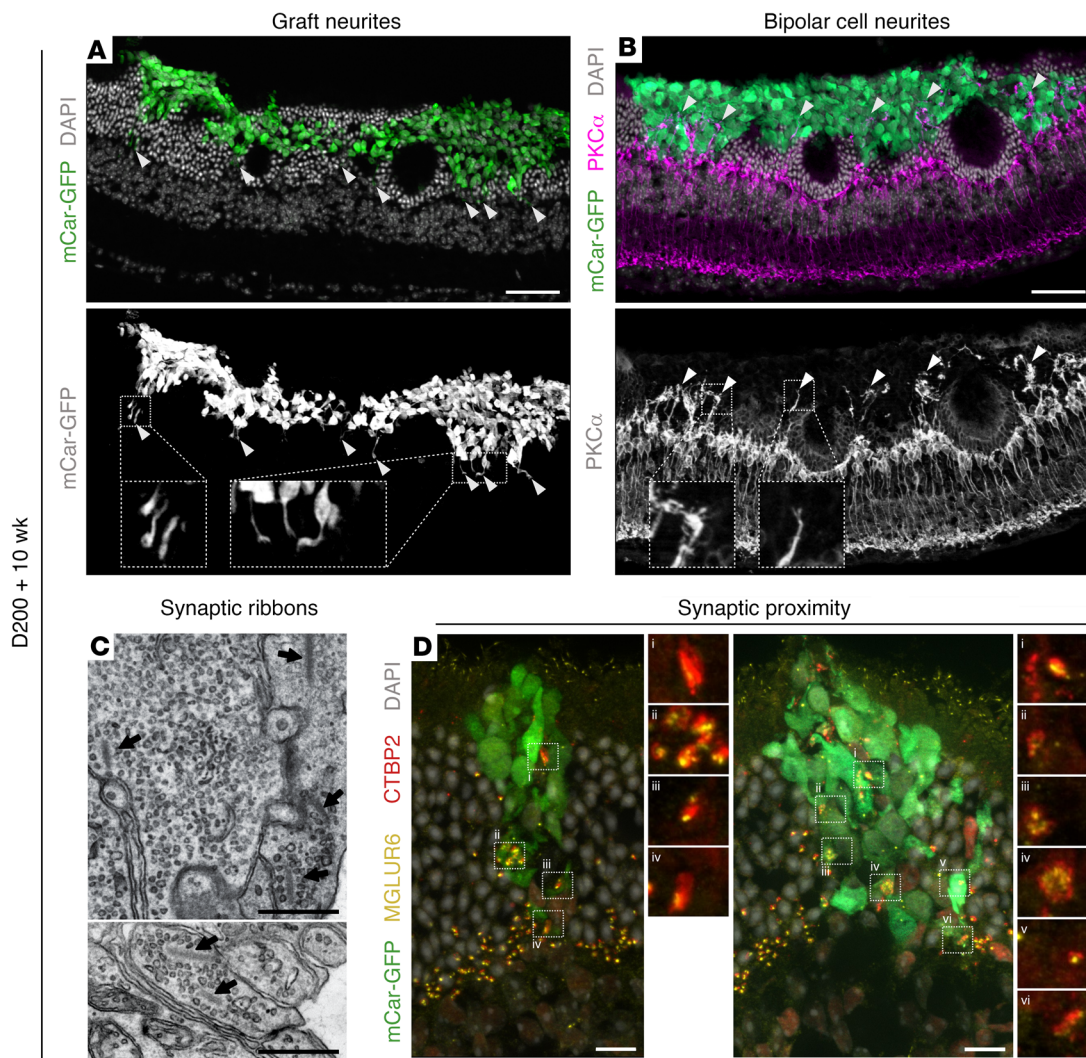 Graft neurites
Bipolar cell neurites
D200 + 10 wk
A
mCar-GFP DAPI
mCar-GFP
B
mCar-GFP PKCα DAPI
PKCα
Synaptic ribbons
Synaptic proximity
C
D
mCar-GFP MGLUR6 CTBP2 DAPI
i
ii
iii
iv
i
ii
iii
iv
i
ii
iii
iv
v
vi
i
ii
iii
iv
v
vi